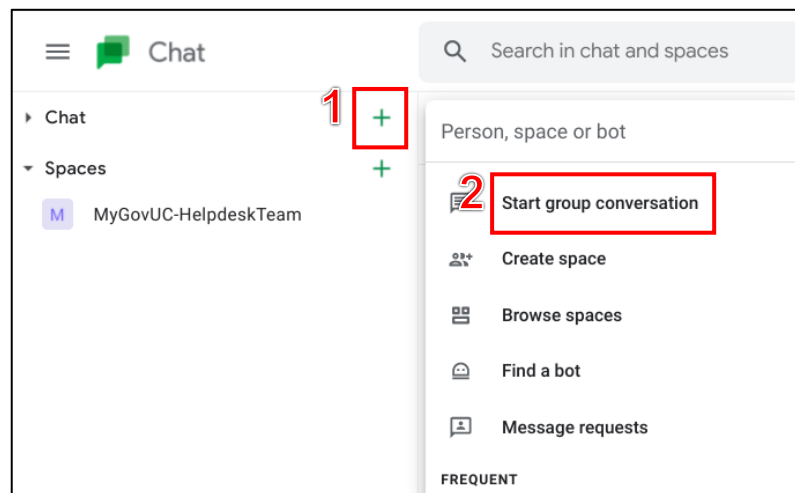 Chat
Search in chat and spaces
1
Chat
+
Person, space or bot
Spaces
+
2
Start group conversation
M
MyGovUC-HelpdeskTeam
Create space
Browse spaces
Find a bot
Message requests
FREQUENT